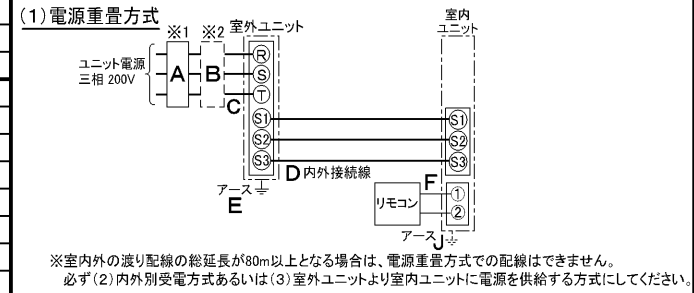 (1)電源重畳方式
※1 ※2 室外ユニット
室内
ユニット
ユニット電源
三相 200V
A B C
R
S
T
S1 S1
S2 S2
S3 S3
D 内外接続線
アース
E
リモコン
F
①
②
アース J
※室内外の渡り配線の総延長が80m以上となる場合は、電源重畳方式での配線はできません。
必ず(2)内外別受電方式あるいは(3)室外ユニットより室内ユニットに電源を供給する方式にしてください。